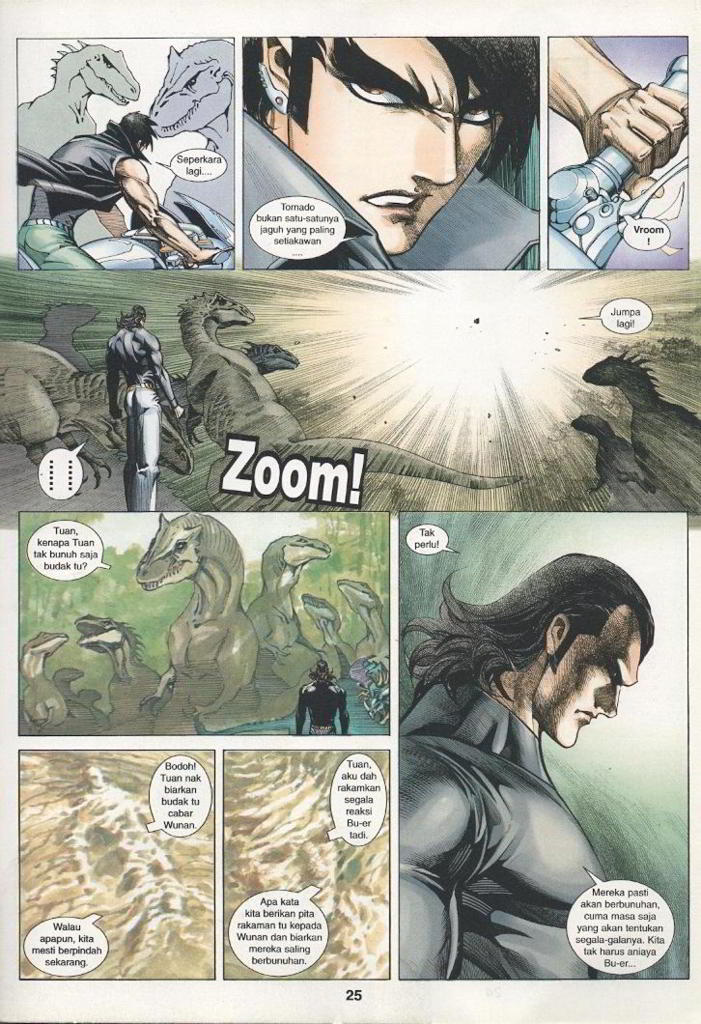 Seperkara
lagi....
Tornado
bukan satu-satunya
jaguh yang paling
setiakawan
.....
Vroom
!
Jumpa
lagi!
Zoom!
Tuan,
kenapa Tuan
tak bunuh saja
budak tu?
Tak
perlu!
Bodoh!
Tuan nak
biarkan
budak tu
cabar
Wunan.
Walau
apapun, kita
mesti berpindah
sekarang.
Tuan,
aku dah
rakamkan
segala
reaksi
Bu-er
tadi.
Apa kata
kita berikan pita
rakaman tu kepada
Wunan dan biarkan
mereka saling
berbunuhan.
Mereka pasti
akan berbunuhan,
cuma masa saja
yang akan tentukan
segala-galanya. Kita
tak harus aniaya
Bu-er...
25